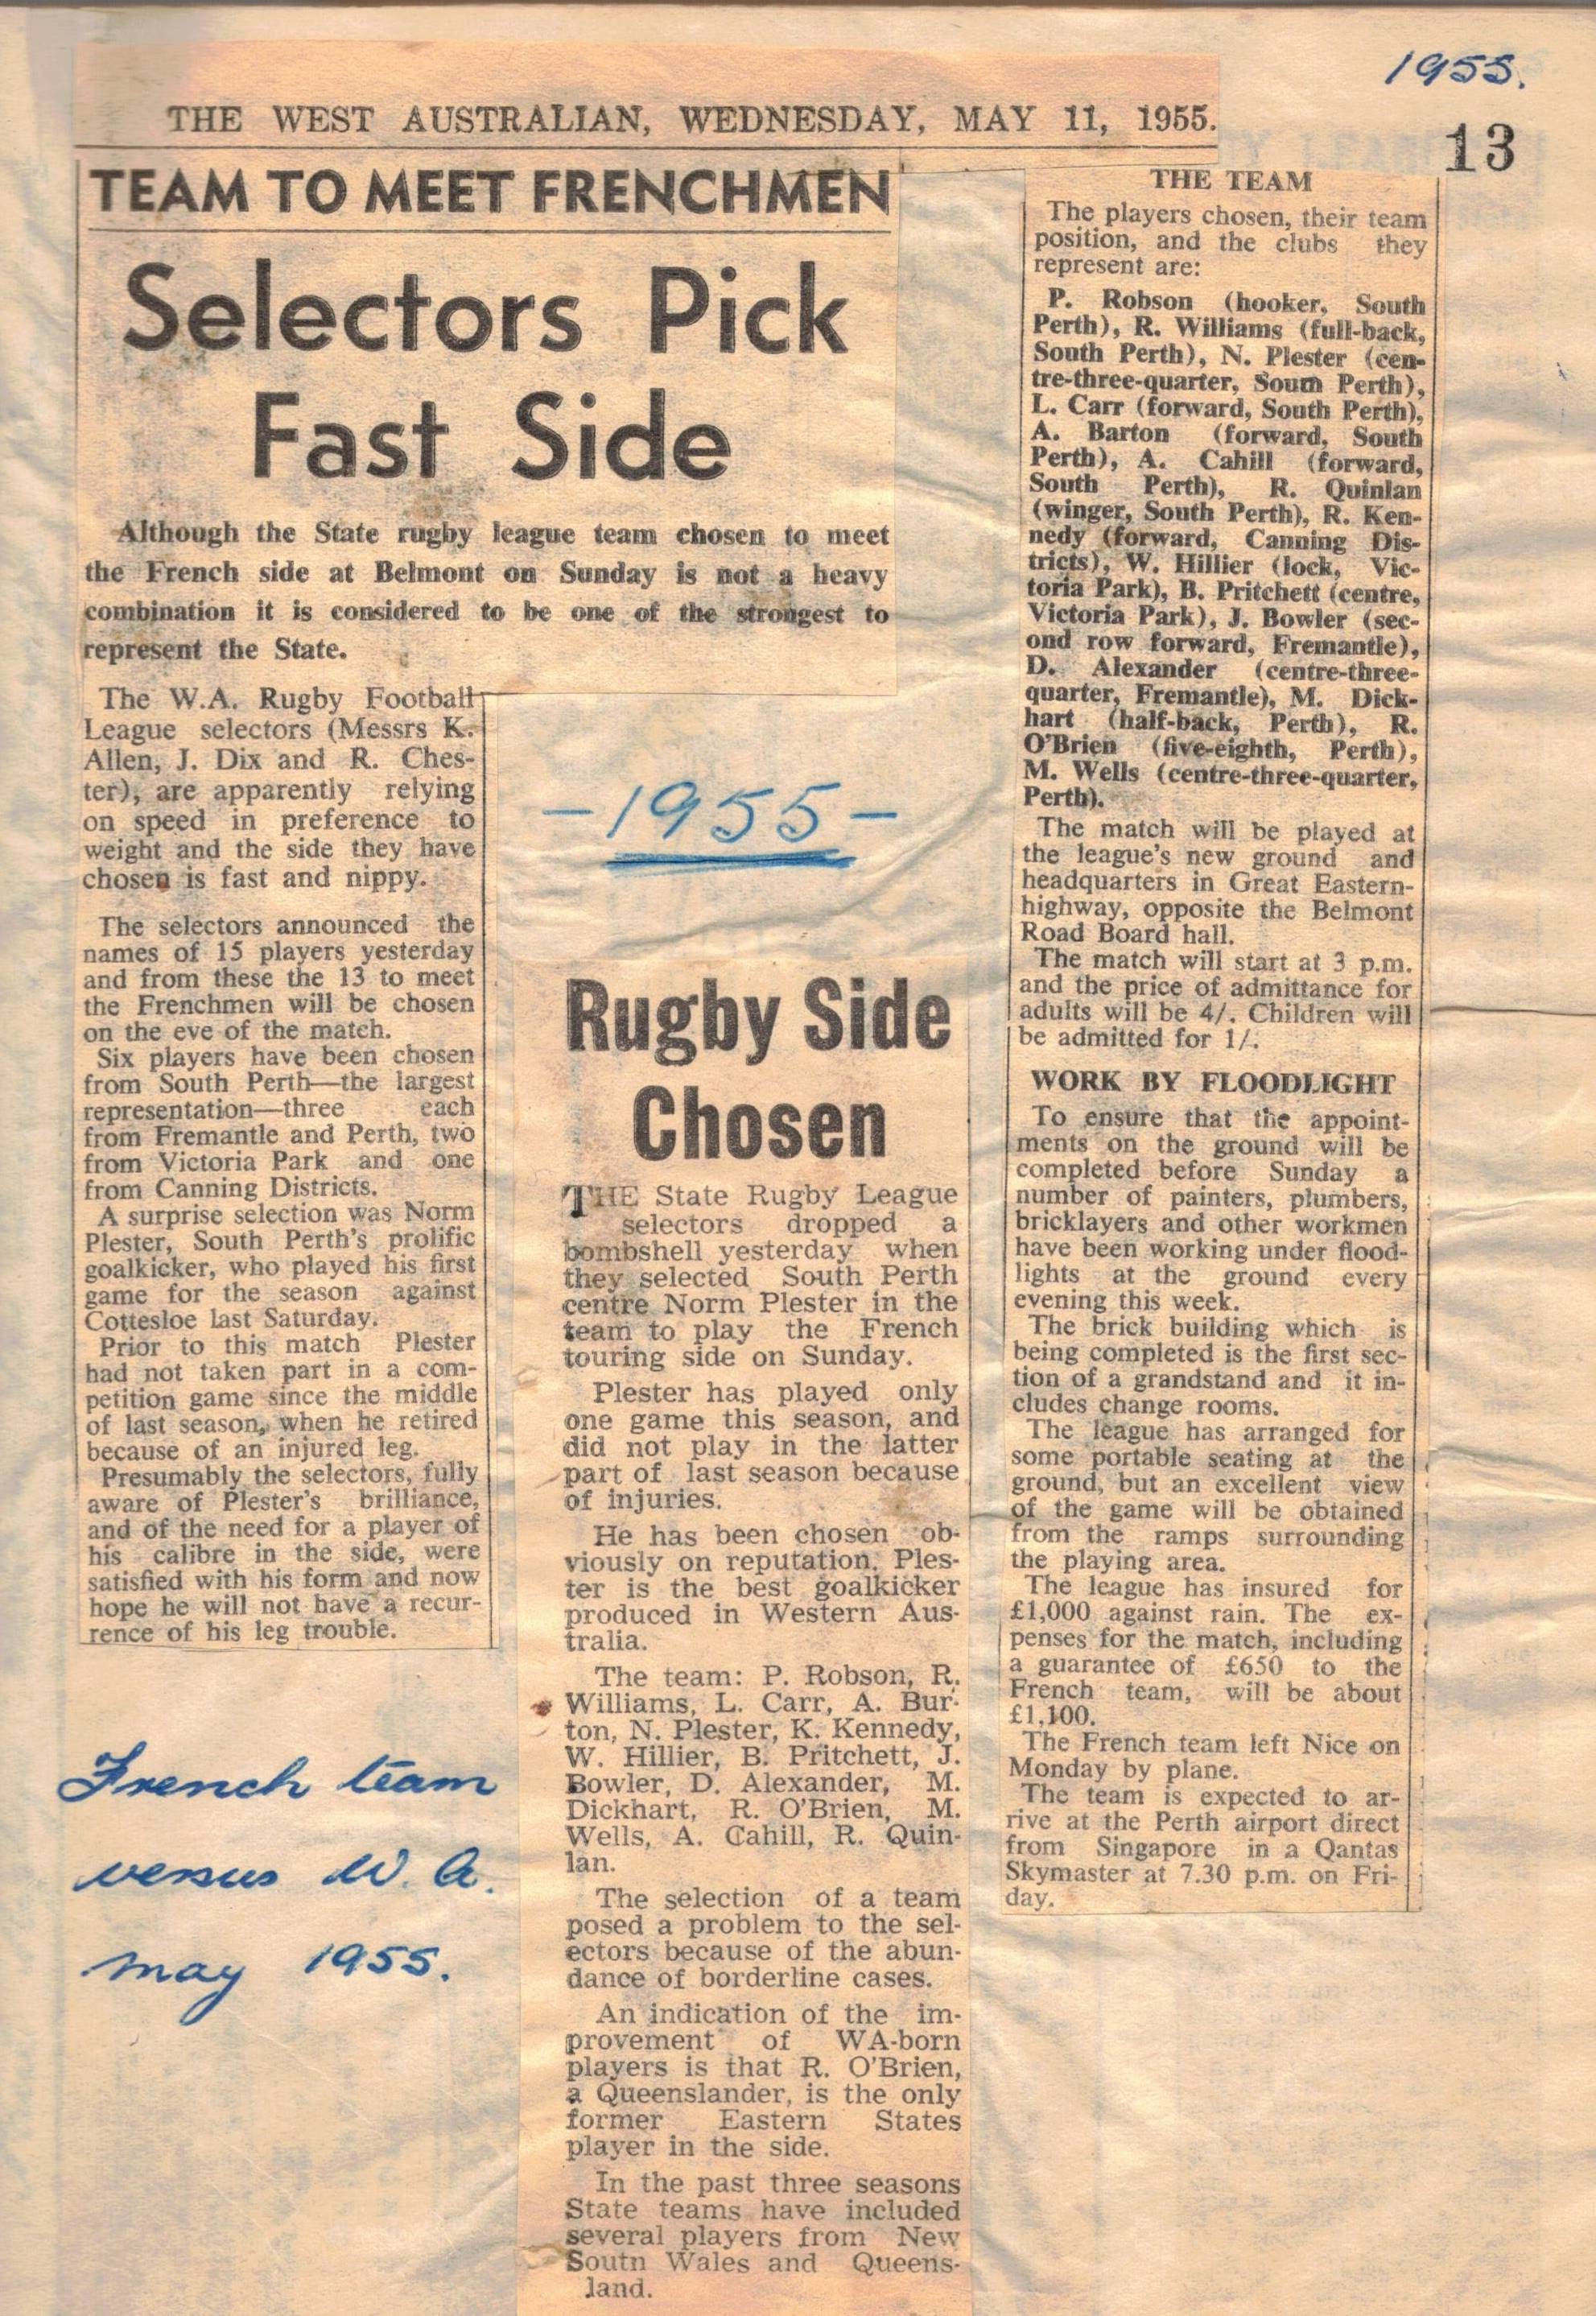 1955.
13
THE WEST AUSTRALIAN, WEDNESDAY, MAY 11, 1955.
TEAM TO MEET FRENCHMEN
Selectors Pick
Fast Side
Although the State rugby league team chosen to meet
the French side at Belmont on Sunday is not a heavy
combination it is considered to be one of the strongest to
represent the State.
The W.A. Rugby Football
League selectors (Messrs K.
Allen, J. Dix and R. Ches-
ter), are apparently relying
on speed in preference to
weight and the side they have
chosen is fast and nippy.
The selectors announced the
names of 15 players yesterday
and from these the 13 to meet
the Frenchmen will be chosen
on the eve of the match.
Six players have been chosen
from South Perth—the largest
representation—three each
from Fremantle and Perth, two
from Victoria Park and one
from Canning Districts.
A surprise selection was Norm
Plester, South Perth's prolific
goalkicker, who played his first
game for the season against
Cottesloe last Saturday.
Prior to this match Plester
had not taken part in a com-
petition game since the middle
of last season, when he retired
because of an injured leg.
Presumably the selectors, fully
aware of Plester's brilliance,
and of the need for a player of
his calibre in the side, were
satisfied with his form and now
hope he will not have a recur-
rence of his leg trouble.
French team
versus W.A.
may 1955.
-1955-
Rugby Side
Chosen
THE State Rugby League
selectors dropped a
bombshell yesterday when
they selected South Perth
centre Norm Plester in the
team to play the French
touring side on Sunday.
Plester has played only
one game this season, and
did not play in the latter
part of last season because
of injuries.
He has been chosen ob-
viously on reputation. Ples-
ter is the best goalkicker
produced in Western Aus-
tralia.
The team: P. Robson, R.
Williams, L. Carr, A. Bur-
ton, N. Plester, K. Kennedy,
W. Hillier, B. Pritchett, J.
Bowler, D. Alexander, M.
Dickhart, R. O'Brien, M.
Wells, A. Cahill, R. Quin-
lan.
The selection of a team
posed a problem to the sel-
ectors because of the abun-
dance of borderline cases.
An indication of the im-
provement of WA-born
players is that R. O'Brien,
a Queenslander, is the only
former Eastern States
player in the side.
In the past three seasons
State teams have included
several players from New
Soutn Wales and Queens-
land.
THE TEAM
The players chosen, their team
position, and the clubs they
represent are:
P. Robson (hooker, South
Perth), R. Williams (full-back,
South Perth), N. Plester (cen-
tre-three-quarter, Soutn Perth),
L. Carr (forward, South Perth),
A. Barton (forward, South
Perth), A. Cahill (forward,
South Perth), R. Quinlan
(winger, South Perth), R. Ken-
nedy (forward, Canning Dis-
tricts), W. Hillier (lock, Vic-
toria Park), B. Pritchett (centre,
Victoria Park), J. Bowler (sec-
ond row forward, Fremantle),
D. Alexander (centre-three-
quarter, Fremantle), M. Dick-
hart (half-back, Perth), R.
O'Brien (five-eighth, Perth),
M. Wells (centre-three-quarter,
Perth).
The match will be played at
the league's new ground and
headquarters in Great Eastern-
highway, opposite the Belmont
Road Board hall.
The match will start at 3 p.m.
and the price of admittance for
adults will be 4/. Children will
be admitted for 1/.
WORK BY FLOODLIGHT
To ensure that the appoint-
ments on the ground will be
completed before Sunday a
number of painters, plumbers,
bricklayers and other workmen
have been working under flood-
lights at the ground every
evening this week.
The brick building which is
being completed is the first sec-
tion of a grandstand and it in-
cludes change rooms.
The league has arranged for
some portable seating at the
ground, but an excellent view
of the game will be obtained
from the ramps surrounding
the playing area.
The league has insured for
£1,000 against rain. The ex-
penses for the match, including
a guarantee of £650 to the
French team, will be about
£1,100.
The French team left Nice on
Monday by plane.
The team is expected to ar-
rive at the Perth airport direct
from Singapore in a Qantas
Skymaster at 7.30 p.m. on Fri-
day.